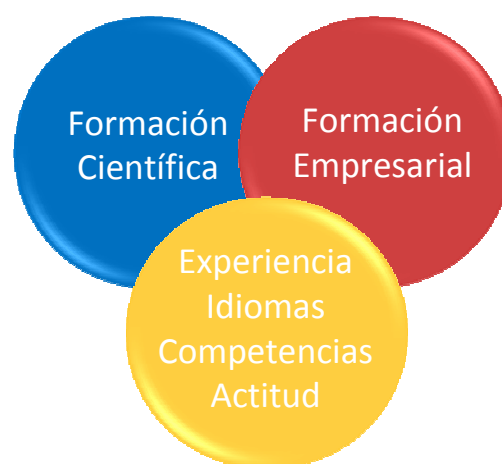 Formación
Científica
Formación
Empresarial
Experiencia
Idiomas
Competencias
Actitud